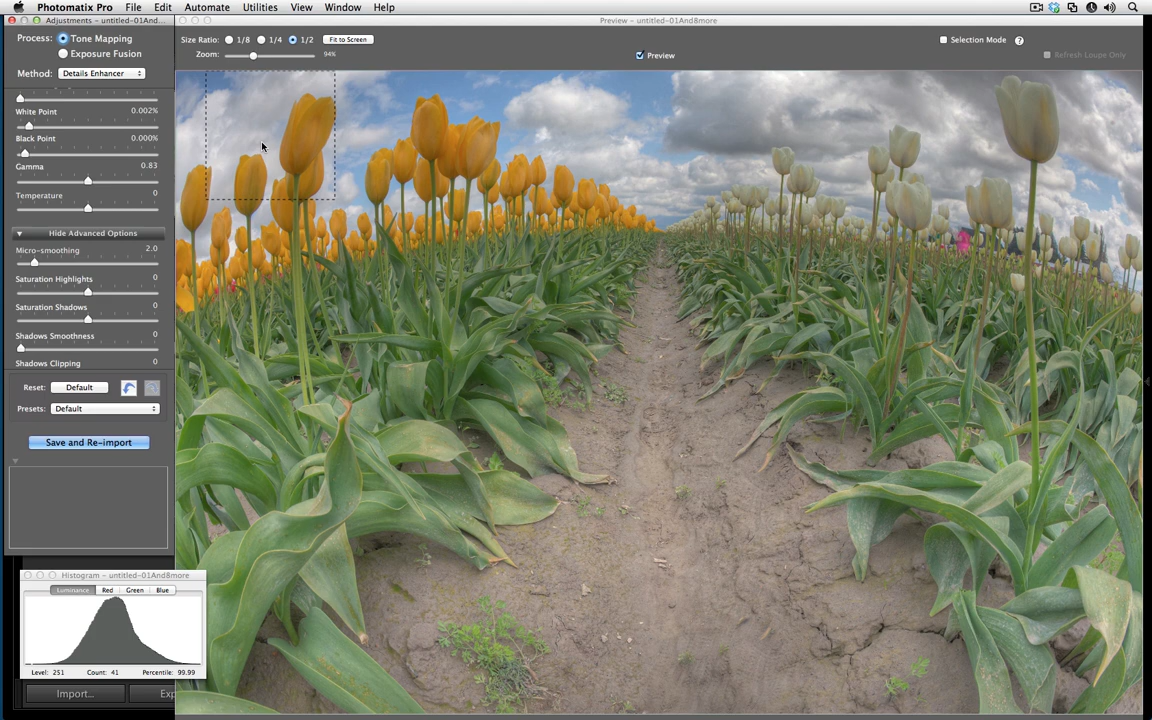 Photomatix Pro File Edit Automate Utilities View Window Help
Adjustments – untitled-01And...
Preview – untitled-01And8more
Process: Tone Mapping
Exposure Fusion
Method: Details Enhancer
Size Ratio: 1/8 1/4 1/2 Fit to Screen
Zoom: 94%
Preview
Selection Mode ?
Refresh Loupe Only
White Point 0.002%
Black Point 0.000%
Gamma 0.83
Temperature 0
Hide Advanced Options
Micro-smoothing 2.0
Saturation Highlights 0
Saturation Shadows 0
Shadows Smoothness 0
Shadows Clipping 0
Reset: Default
Presets: Default
Save and Re-import
Histogram – untitled-01And8more
Luminance Red Green Blue
Level: 251 Count: 41 Percentile: 99.99
Import... Exp